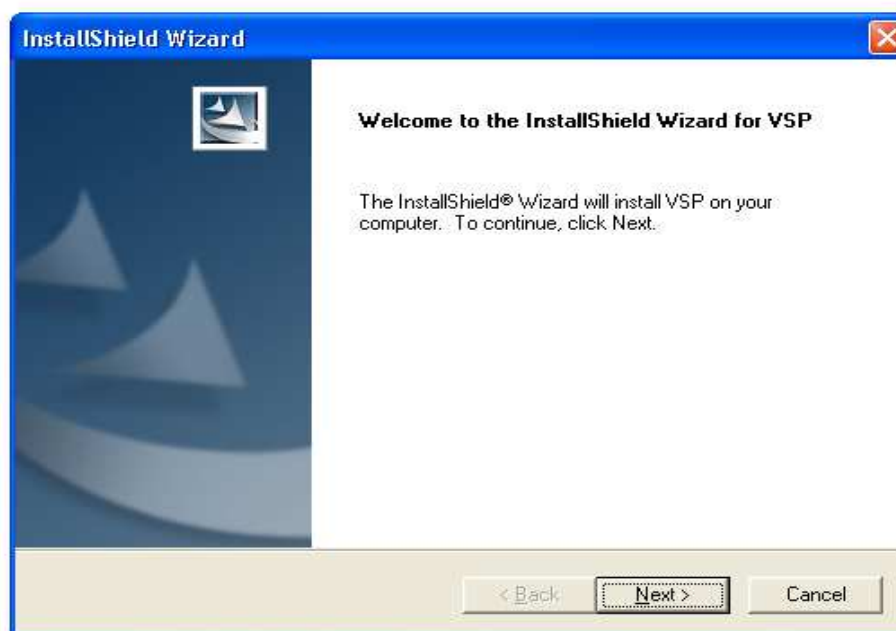 InstallShield Wizard
Welcome to the InstallShield Wizard for VSP
The InstallShield® Wizard will install VSP on your
computer. To continue, click Next.
< Back Next > Cancel